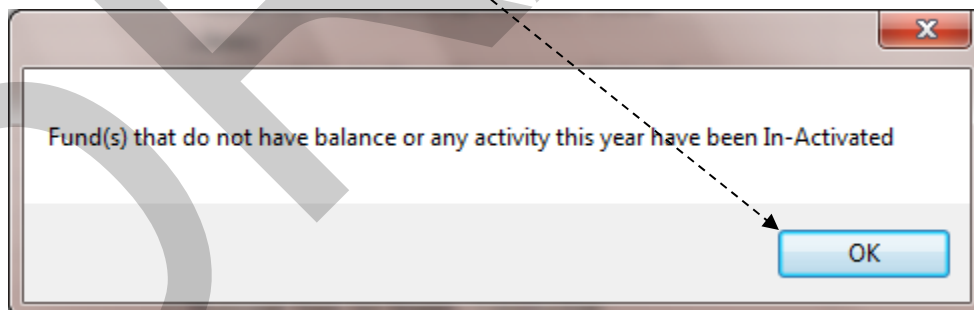 Fund(s) that do not have balance or any activity this year have been In-Activated
OK